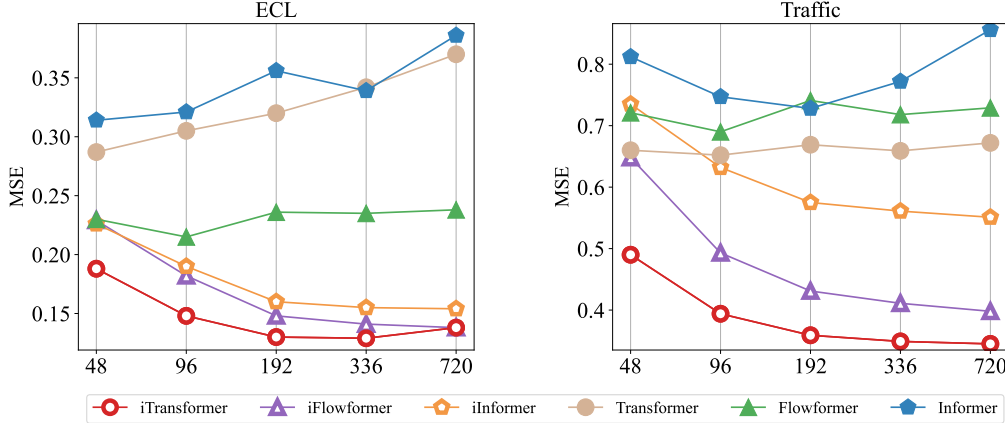 ECL
Traffic
MSE
0.35
0.30
0.25
0.20
0.15
48 96 192 336 720
MSE
0.8
0.7
0.6
0.5
0.4
48 96 192 336 720
iTransformer iFlowformer iInformer Transformer Flowformer Informer